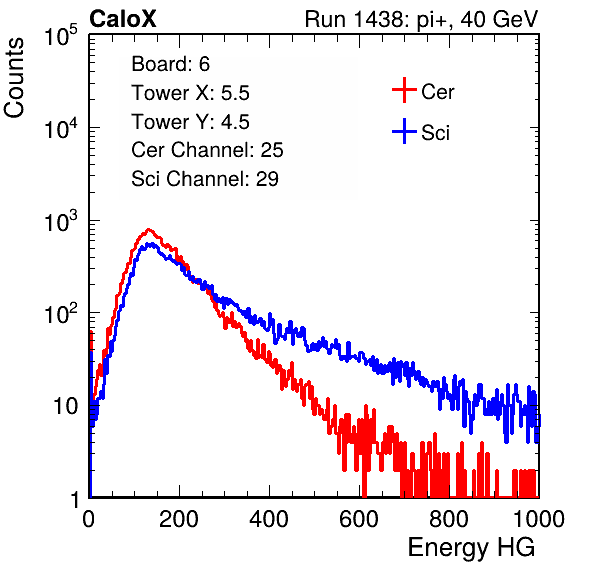 CaloX Run 1438: pi+, 40 GeV
Counts
Board: 6
Tower X: 5.5
Tower Y: 4.5
Cer Channel: 25
Sci Channel: 29
Cer
Sci
10^5
10^4
10^3
10^2
10
1
0 200 400 600 800 1000
Energy HG